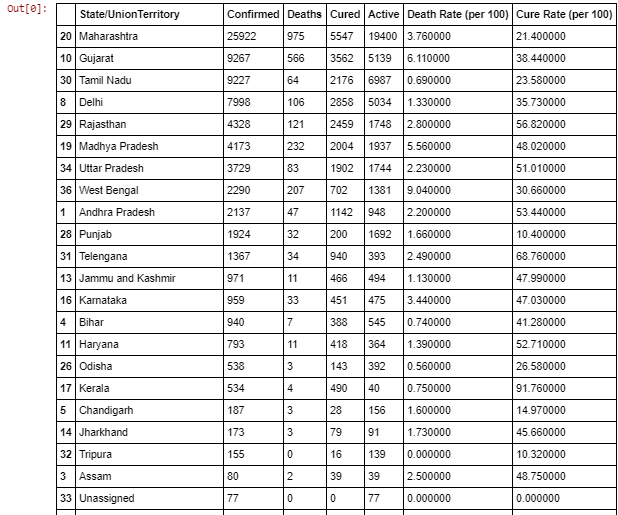 Out[0]:
State/UnionTerritory Confirmed Deaths Cured Active Death Rate (per 100) Cure Rate (per 100)
20 Maharashtra 25922 975 5547 19400 3.760000 21.400000
10 Gujarat 9267 566 3562 5139 6.110000 38.440000
30 Tamil Nadu 9227 64 2176 6987 0.690000 23.580000
8 Delhi 7998 106 2858 5034 1.330000 35.730000
29 Rajasthan 4328 121 2459 1748 2.800000 56.820000
19 Madhya Pradesh 4173 232 2004 1937 5.560000 48.020000
34 Uttar Pradesh 3729 83 1902 1744 2.230000 51.010000
36 West Bengal 2290 207 702 1381 9.040000 30.660000
1 Andhra Pradesh 2137 47 1142 948 2.200000 53.440000
28 Punjab 1924 32 200 1692 1.660000 10.400000
31 Telengana 1367 34 940 393 2.490000 68.760000
13 Jammu and Kashmir 971 11 466 494 1.130000 47.990000
16 Karnataka 959 33 451 475 3.440000 47.030000
4 Bihar 940 7 388 545 0.740000 41.280000
11 Haryana 793 11 418 364 1.390000 52.710000
26 Odisha 538 3 143 392 0.560000 26.580000
17 Kerala 534 4 490 40 0.750000 91.760000
5 Chandigarh 187 3 28 156 1.600000 14.970000
14 Jharkhand 173 3 79 91 1.730000 45.660000
32 Tripura 155 0 16 139 0.000000 10.320000
3 Assam 80 2 39 39 2.500000 48.750000
33 Unassigned 77 0 0 77 0.000000 0.000000